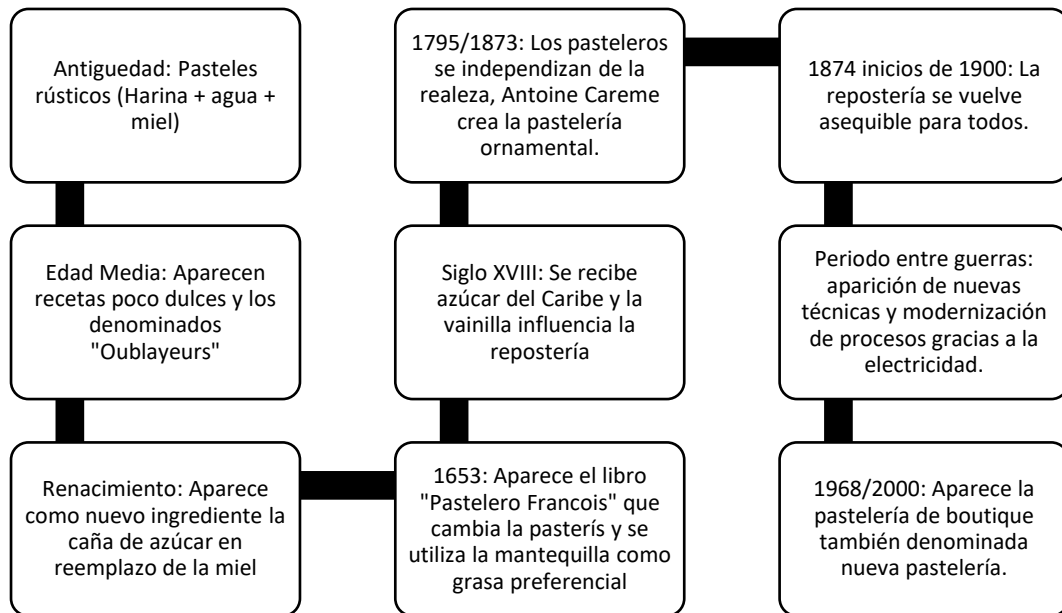 Antiguedad: Pasteles
rústicos (Harina + agua +
miel)
Edad Media: Aparecen
recetas poco dulces y los
denominados
"Oublayeurs"
Renacimiento: Aparece
como nuevo ingrediente la
caña de azúcar en
reemplazo de la miel
1653: Aparece el libro
"Pastelero Francois" que
cambia la pasterís y se
utiliza la mantequilla como
grasa preferencial
Siglo XVIII: Se recibe
azúcar del Caribe y la
vainilla influencia la
repostería
1795/1873: Los pasteleros
se independizan de la
realeza, Antoine Careme
crea la pastelería
ornamental.
1874 inicios de 1900: La
repostería se vuelve
asequible para todos.
Periodo entre guerras:
aparición de nuevas
técnicas y modernización
de procesos gracias a la
electricidad.
1968/2000: Aparece la
pastelería de boutique
también denominada
nueva pastelería.